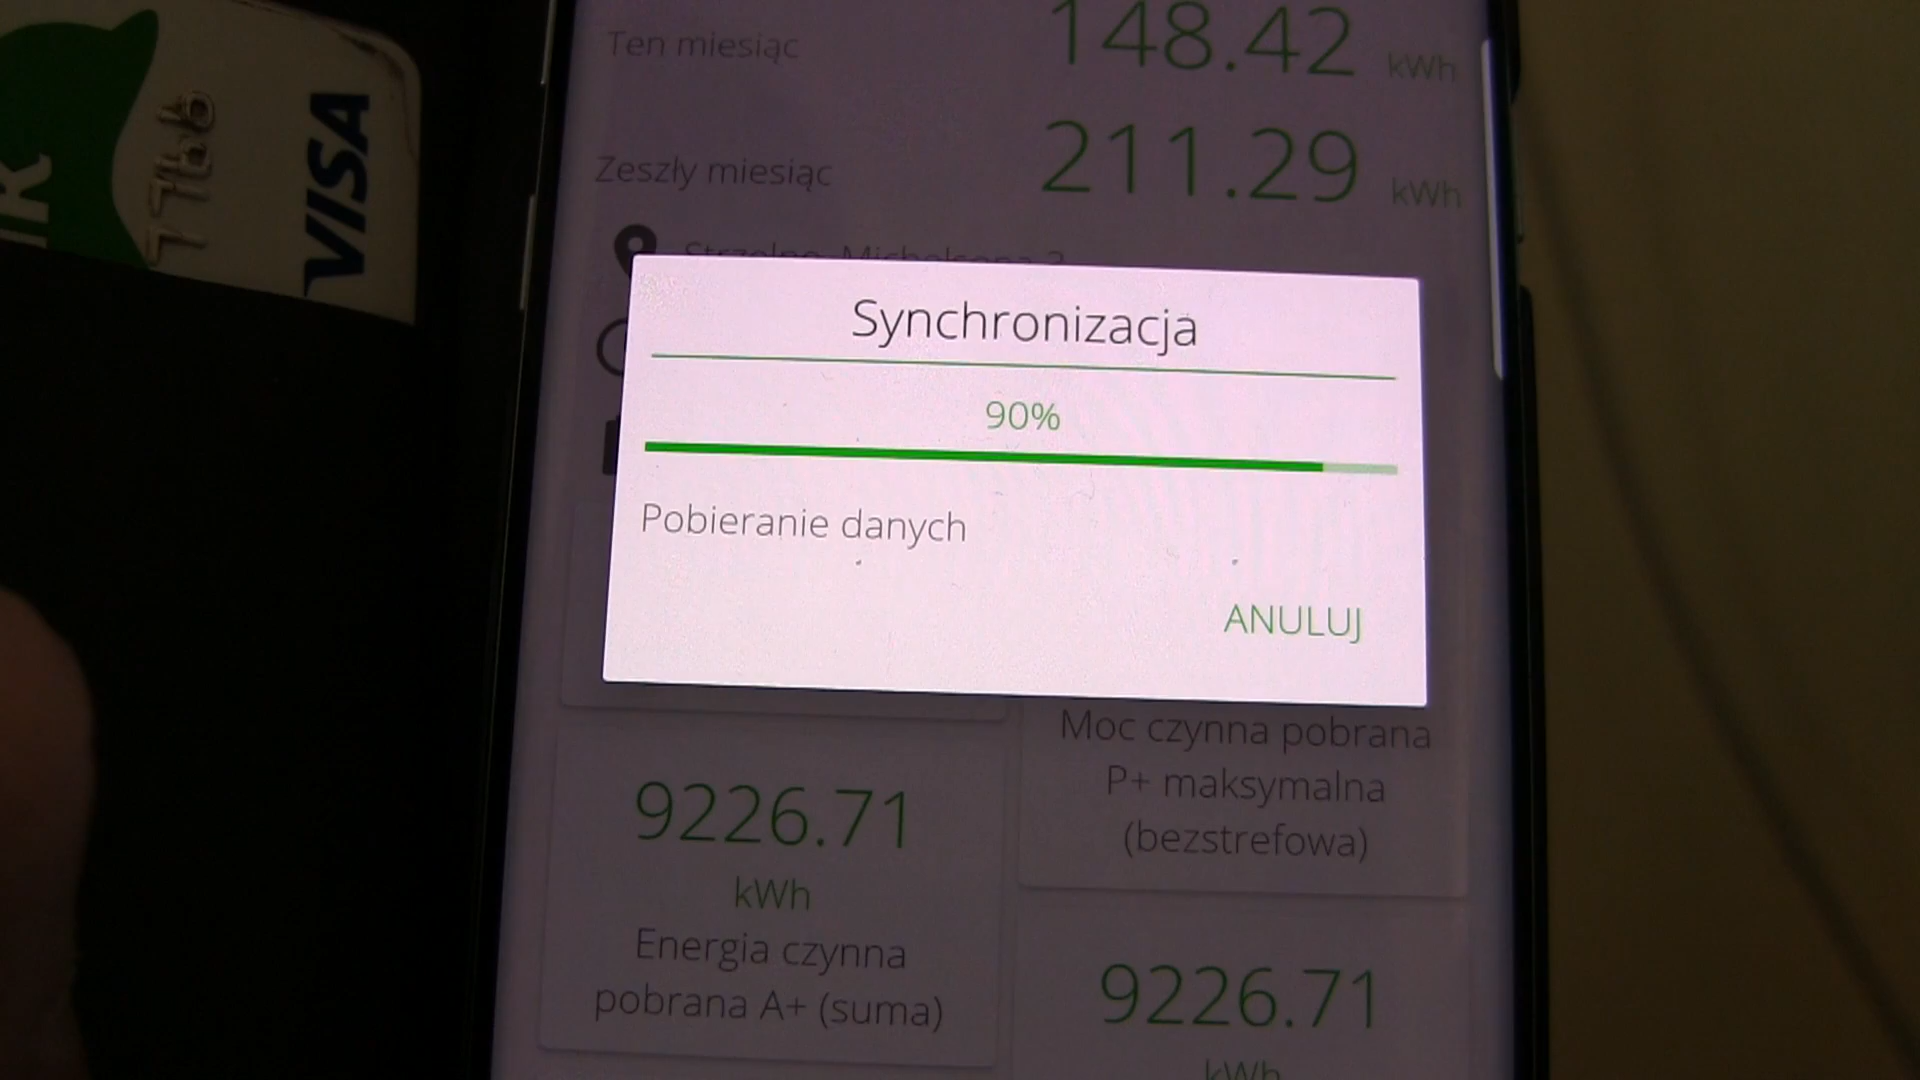 Ten miesiąc 148.42 kWh
Zeszły miesiąc 211.29 kWh
VISA
Synchronizacja
90%
Pobieranie danych
ANULUJ
Moc czynna pobrana
P+ maksymalna
(bezstrefowa)
9226.71
kWh
Energia czynna
pobrana A+ (suma)
9226.71
kWh